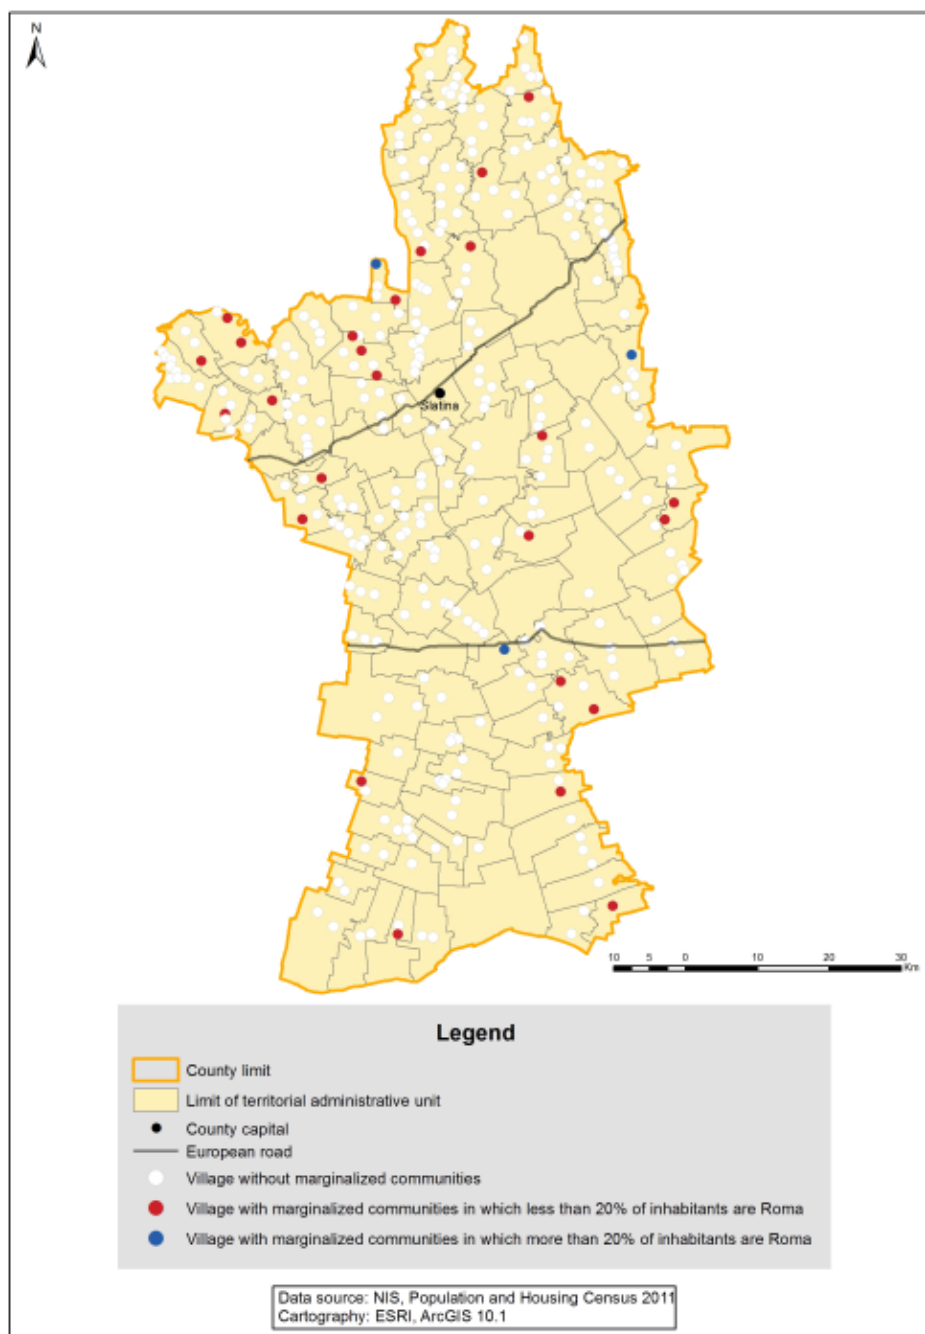 N
Slatina
10 5 0 10 20 30
Km
Legend
County limit
Limit of territorial administrative unit
County capital
European road
Village without marginalized communities
Village with marginalized communities in which less than 20% of inhabitants are Roma
Village with marginalized communities in which more than 20% of inhabitants are Roma
Data source: NIS, Population and Housing Census 2011
Cartography: ESRI, ArcGIS 10.1